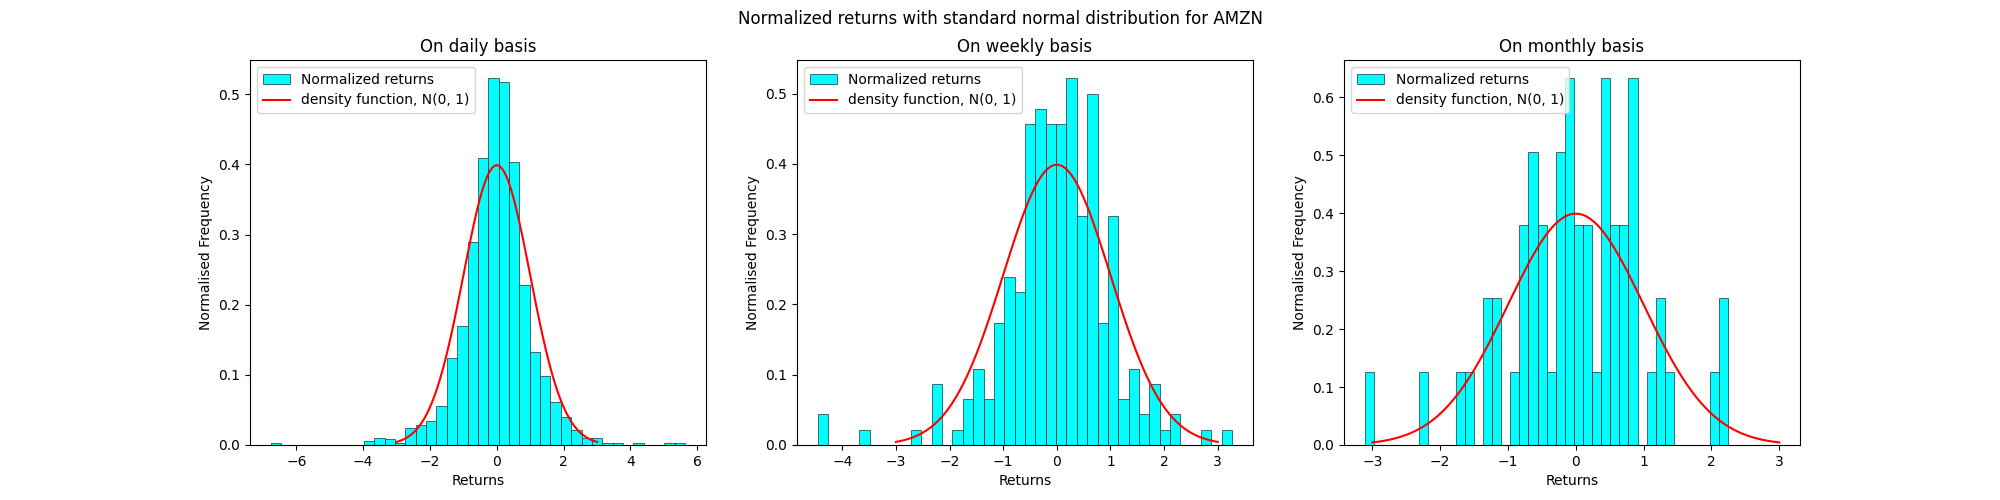 Normalized returns with standard normal distribution for AMZN
On daily basis
Normalized returns
density function, N(0, 1)
Normalised Frequency
0.5
0.4
0.3
0.2
0.1
0.0
−6 −4 −2 0 2 4 6
Returns
On weekly basis
Normalized returns
density function, N(0, 1)
Normalised Frequency
0.5
0.4
0.3
0.2
0.1
0.0
−4 −3 −2 −1 0 1 2 3
Returns
On monthly basis
Normalized returns
density function, N(0, 1)
Normalised Frequency
0.6
0.5
0.4
0.3
0.2
0.1
0.0
−3 −2 −1 0 1 2 3
Returns